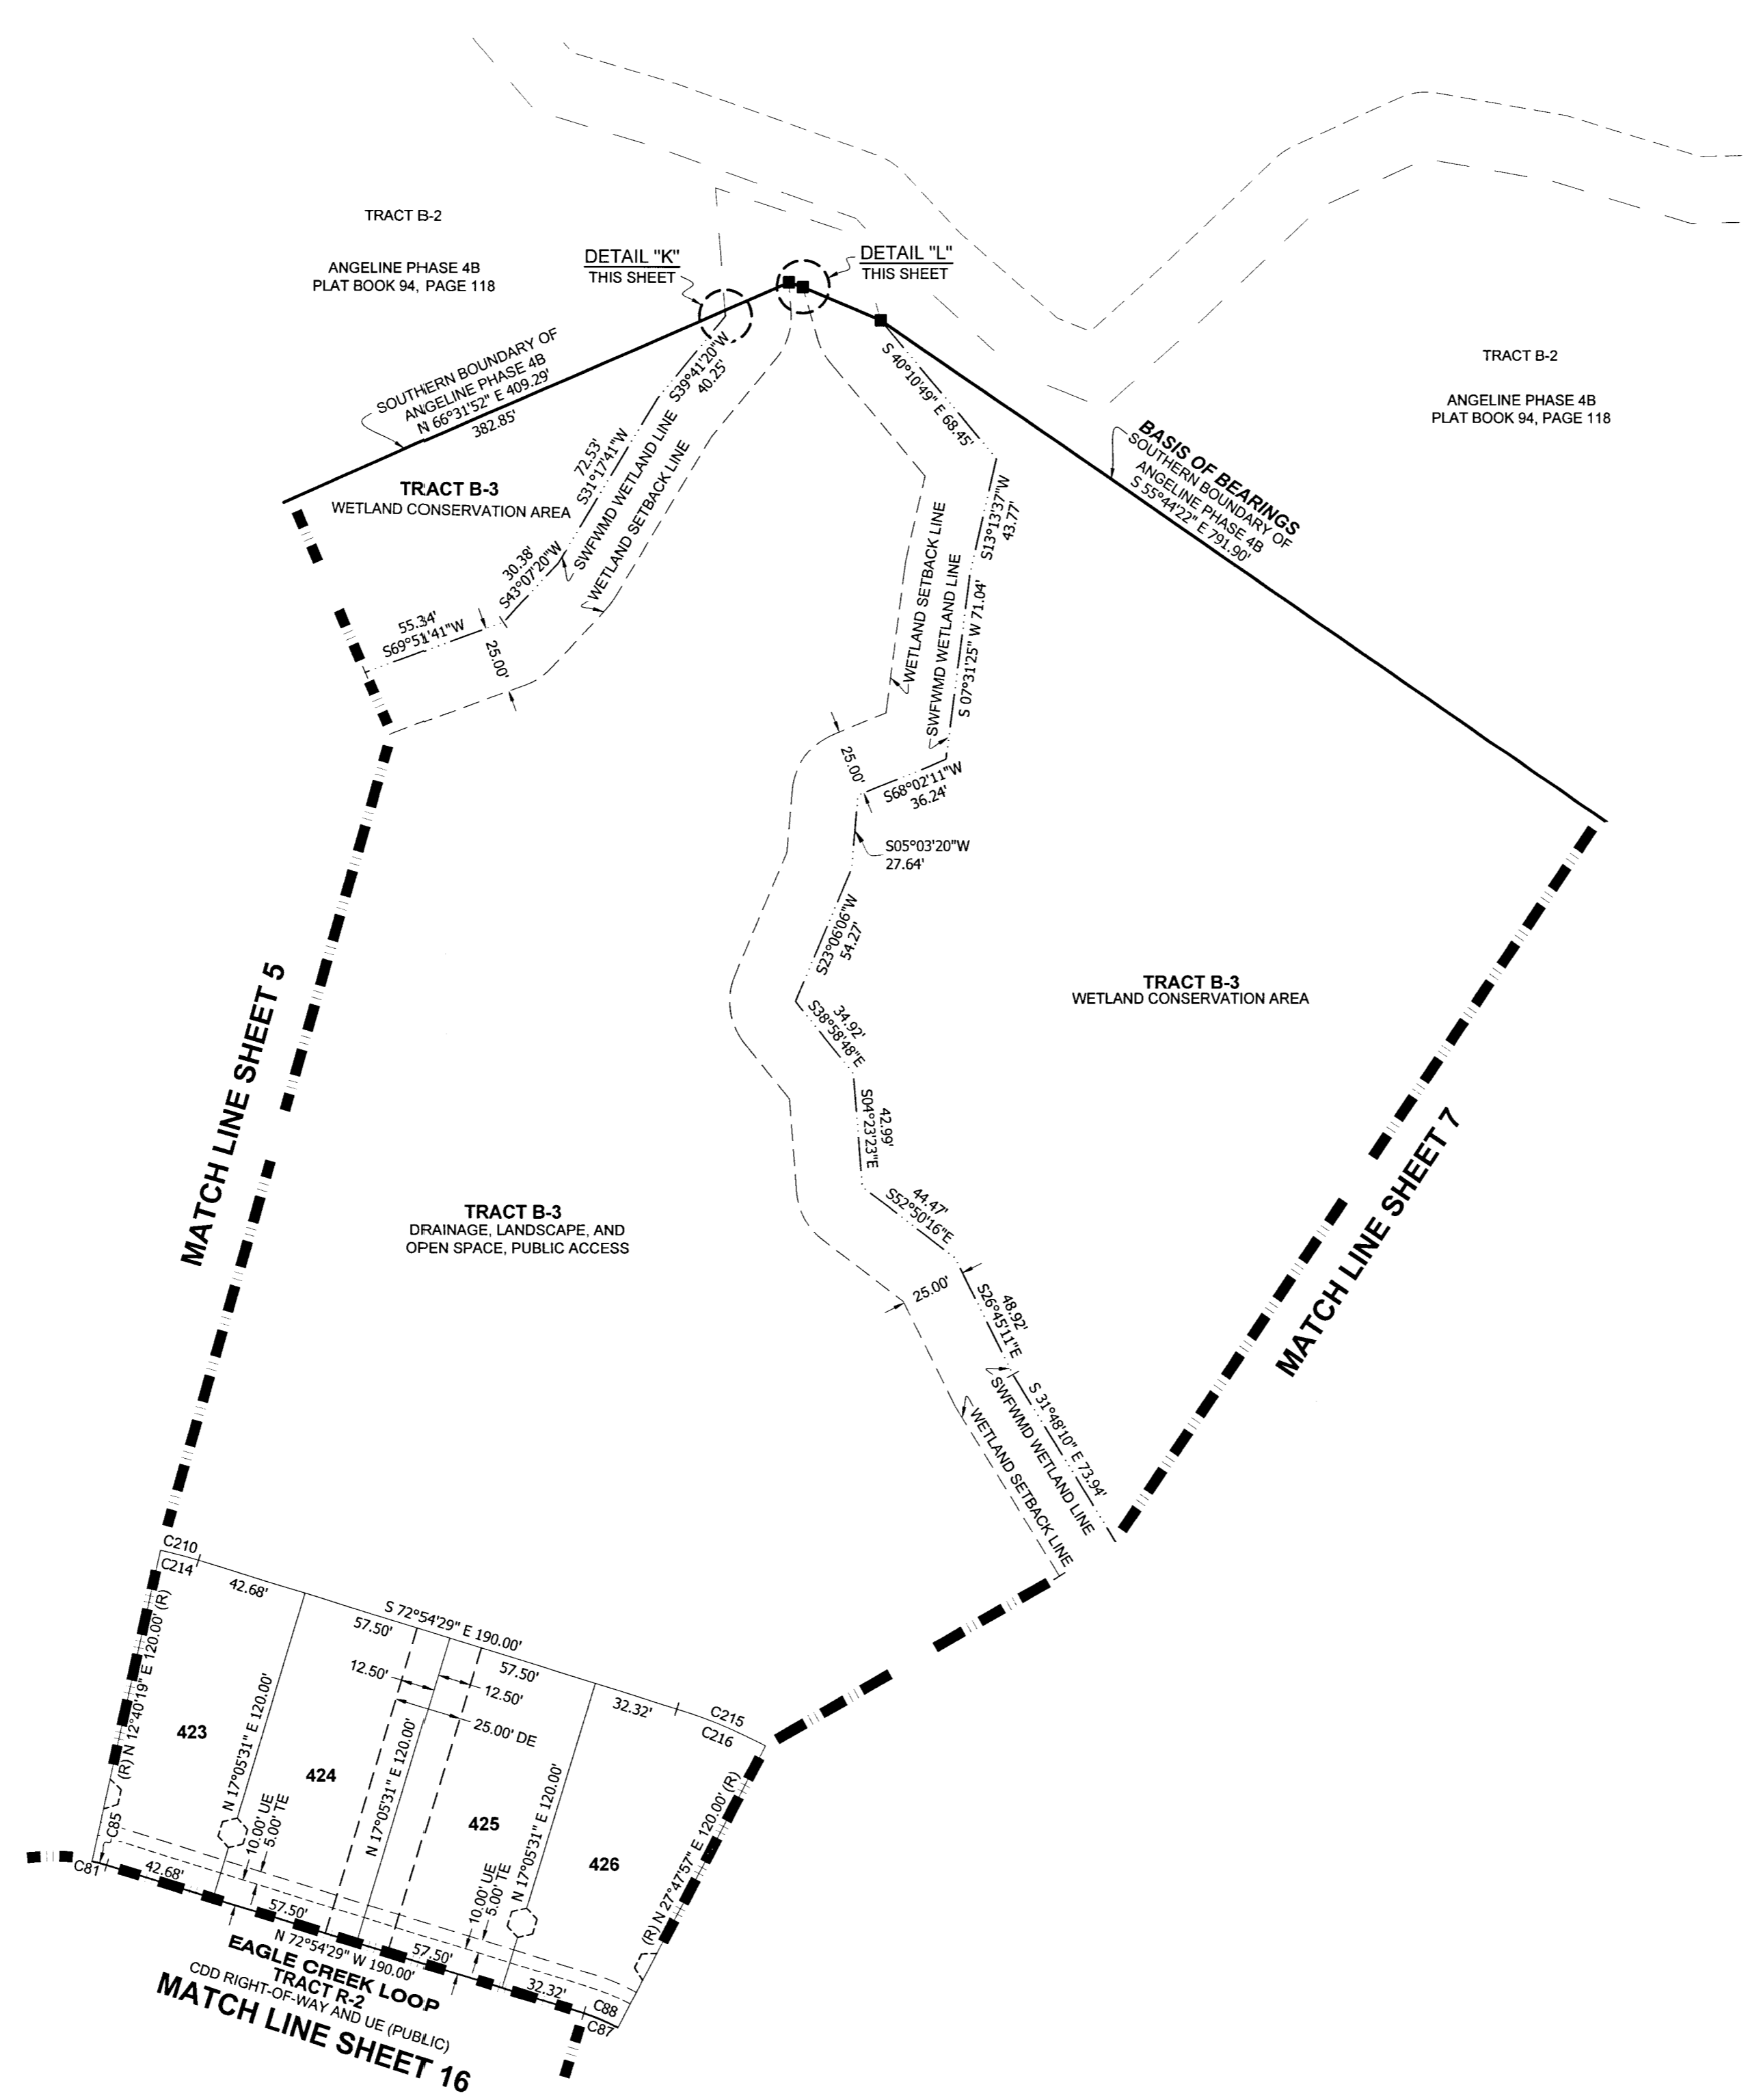 TRACT B-2
ANGELINE PHASE 4B
PLAT BOOK 94, PAGE 118
DETAIL "K"
THIS SHEET
DETAIL "L"
THIS SHEET
TRACT B-2
ANGELINE PHASE 4B
PLAT BOOK 94, PAGE 118
SOUTHERN BOUNDARY OF
ANGELINE PHASE 4B
N 66°31'52" E 409.29'
382.85'
BASIS OF BEARINGS
SOUTHERN BOUNDARY OF
ANGELINE PHASE 4B
S 55°44'22" E 791.90'
TRACT B-3
WETLAND CONSERVATION AREA
S39°41'20"W
40.25'
72.53'
S31°17'41"W
SWFWMD WETLAND LINE
WETLAND SETBACK LINE
30.38'
S43°07'20"W
55.34'
S69°51'41"W
25.00'
S 40°10'49" E 68.45'
S13°13'37"W
43.77'
WETLAND SETBACK LINE
SWFWMD WETLAND LINE
S 07°31'25" W 71.04'
25.00'
S68°02'11"W
36.24'
S05°03'20"W
27.64'
S23°06'06"W
54.27'
34.92'
S38°58'48"E
42.99'
S04°23'23"E
44.47'
S52°50'16"E
25.00'
48.92'
S26°45'11"E
S 31°48'10" E 73.94'
SWFWMD WETLAND LINE
WETLAND SETBACK LINE
TRACT B-3
WETLAND CONSERVATION AREA
MATCH LINE SHEET 5
MATCH LINE SHEET 7
TRACT B-3
DRAINAGE, LANDSCAPE, AND
OPEN SPACE, PUBLIC ACCESS
C210
C214
42.68'
S 72°54'29" E 190.00'
57.50'
57.50'
12.50'
12.50'
25.00' DE
32.32'
C215
C216
(R) N 12°40'19" E 120.00' (R)
423
N 17°05'31" E 120.00'
424
N 17°05'31" E 120.00'
425
N 17°05'31" E 120.00'
426
(R) N 27°47'57" E 120.00' (R)
10.00' UE
5.00' TE
10.00' UE
5.00' TE
C85
C81
42.68'
57.50'
N 72°54'29" W 190.00'
57.50'
32.32'
C88
C87
EAGLE CREEK LOOP
TRACT R-2
CDD RIGHT-OF-WAY AND UE (PUBLIC)
MATCH LINE SHEET 16